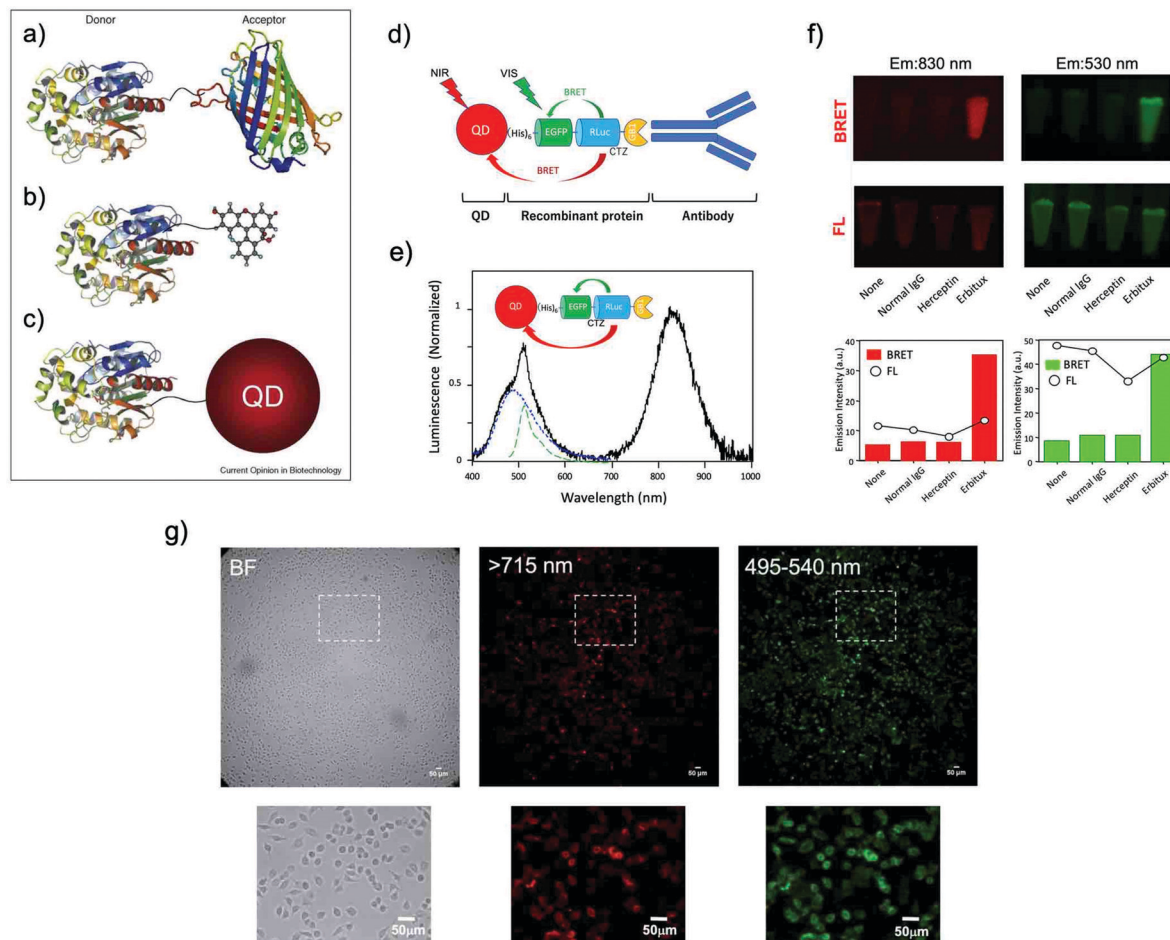 a)
Donor
Acceptor
b)
c)
QD
Current Opinion in Biotechnology
d)
NIR
VIS
BRET
QD
(His)6
EGFP
RLuc
GB1
CTZ
BRET
QD
Recombinant protein
Antibody
e)
QD
(His)6
EGFP
RLuc
GB1
CTZ
Luminescence (Normalized)
1
0.5
0
400
500
600
700
800
900
1000
Wavelength (nm)
f)
Em:830 nm
Em:530 nm
BRET
FL
None
Normal IgG
Herceptin
Erbitux
None
Normal IgG
Herceptin
Erbitux
Emission Intensity (a.u.)
40
30
20
10
0
BRET
FL
None
Normal IgG
Herceptin
Erbitux
Emission Intensity (a.u.)
50
40
30
20
10
0
BRET
FL
None
Normal IgG
Herceptin
Erbitux
g)
BF
>715 nm
495-540 nm
50 μm
50 μm
50 μm
50μm
50μm
50μm